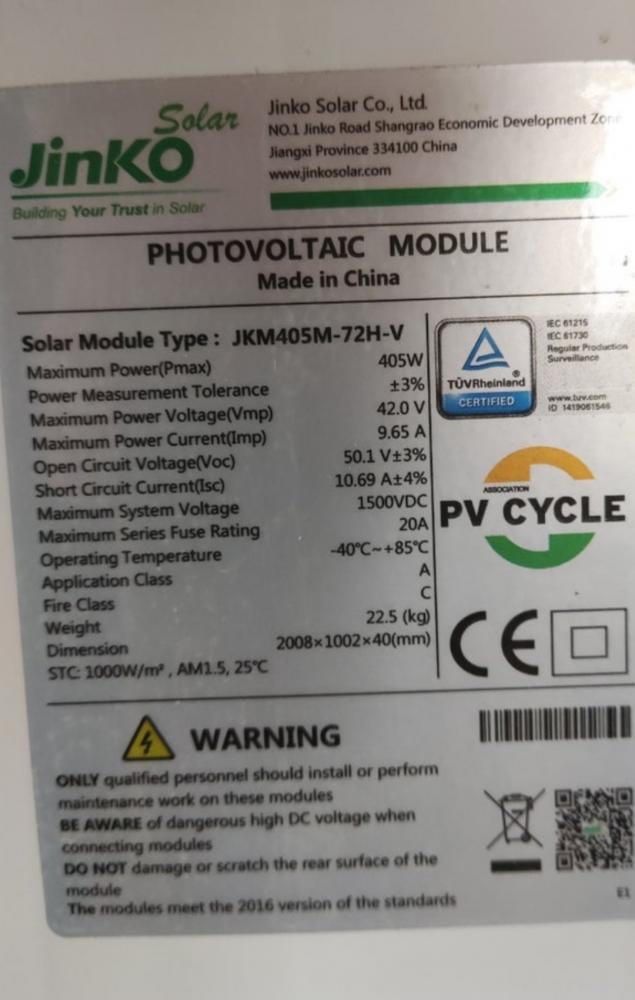 Jinko Solar
Building Your Trust in Solar
Jinko Solar Co., Ltd.
NO.1 Jinko Road Shangrao Economic Development Zone
Jiangxi Province 334100 China
www.jinkosolar.com
PHOTOVOLTAIC MODULE
Made in China
Solar Module Type : JKM405M-72H-V
Maximum Power(Pmax) 405W
Power Measurement Tolerance ±3%
Maximum Power Voltage(Vmp) 42.0 V
Maximum Power Current(Imp) 9.65 A
Open Circuit Voltage(Voc) 50.1 V±3%
Short Circuit Current(Isc) 10.69 A±4%
Maximum System Voltage 1500VDC
Maximum Series Fuse Rating 20A
Operating Temperature -40℃~+85℃
Application Class A
Fire Class C
Weight 22.5 (kg)
Dimension 2008×1002×40(mm)
STC: 1000W/m², AM1.5, 25℃
TÜVRheinland®
CERTIFIED
IEC 61215
IEC 61730
Regular Production
Surveillance
www.tuv.com
ID 1419061546
ASSOCIATION
PV CYCLE
CE
WARNING
ONLY qualified personnel should install or perform
maintenance work on these modules
BE AWARE of dangerous high DC voltage when
connecting modules
DO NOT damage or scratch the rear surface of the
module
The modules meet the 2016 version of the standards
E1